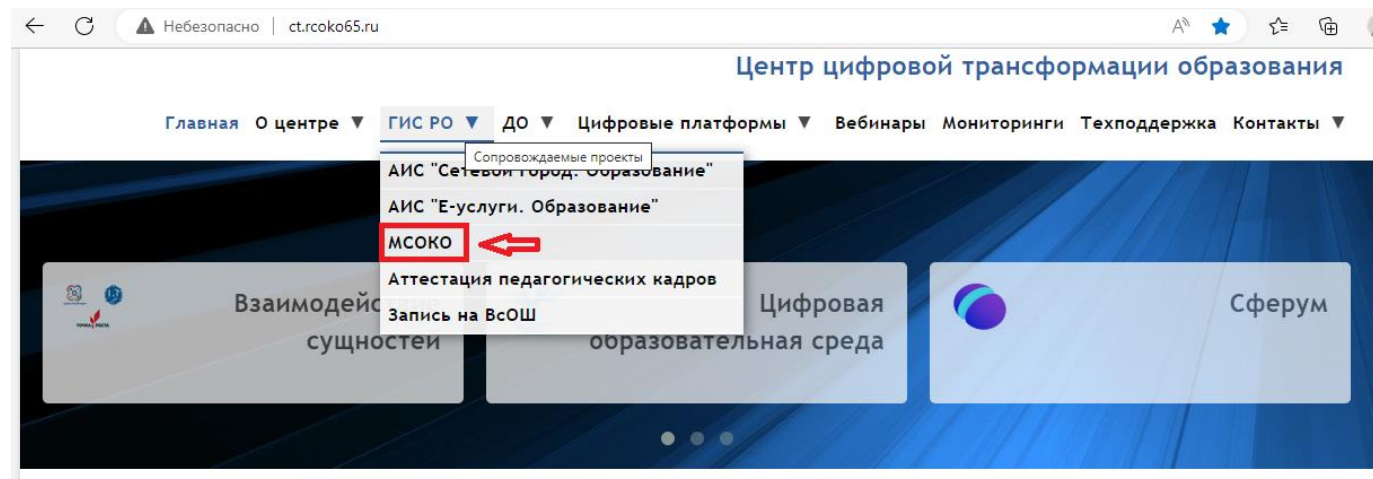 Небезопасно | ct.rcoko65.ru
Центр цифровой трансформации образования
Главная О центре ▼ ГИС РО ▼ ДО ▼ Цифровые платформы ▼ Вебинары Мониторинги Техподдержка Контакты ▼
Сопровождаемые проекты
АИС "Сетевой город. Образование"
АИС "Е-услуги. Образование"
МСОКО
Аттестация педагогических кадров
Запись на ВсОШ
Взаимодействие
сущностей
Цифровая
образовательная среда
Сферум